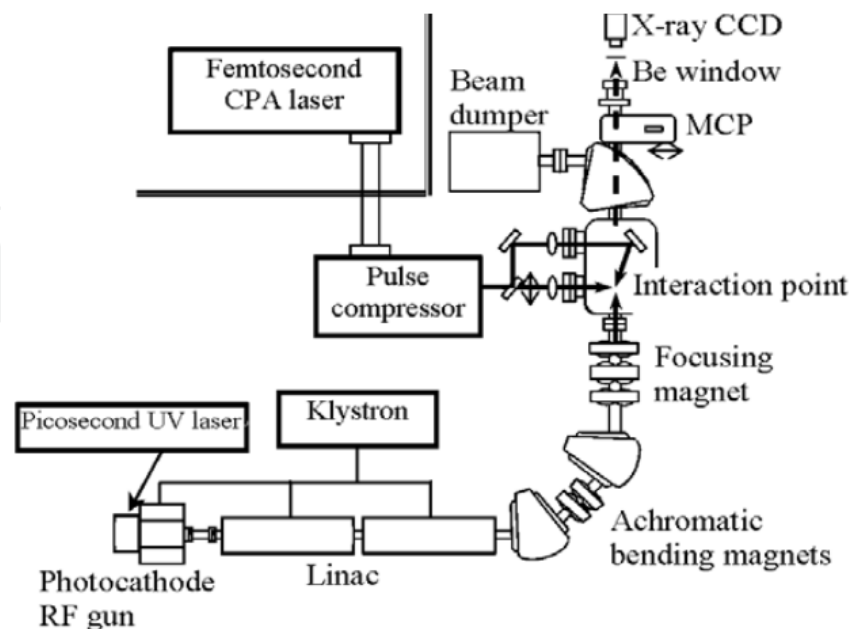 X-ray CCD
Femtosecond
CPA laser
Beam
dumper
Be window
MCP
Pulse
compressor
Interaction point
Focusing
magnet
Klystron
Picosecond UV laser
Achromatic
bending magnets
Linac
Photocathode
RF gun